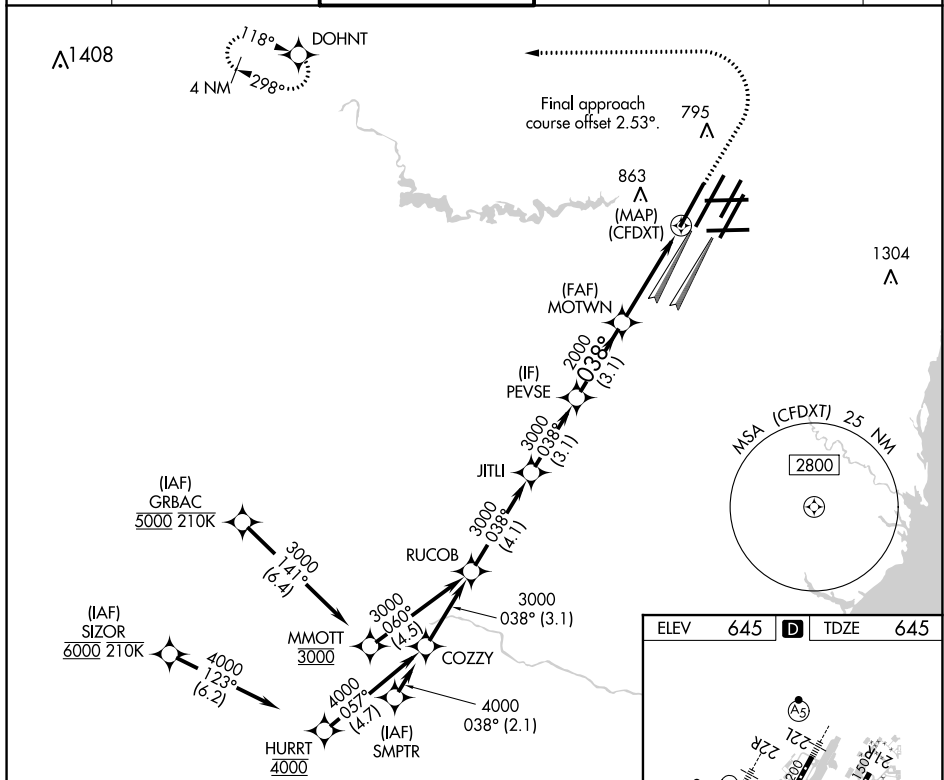 1408
118°
DOHNT
4 NM
298°
Final approach
course offset 2.53°.
795
863
(MAP)
(CFDXT)
1304
(FAF)
MOTWN
2000
038°
(3.1)
(IF)
PEVSE
3000
038°
(3.1)
JITLI
MSA (CFDXT) 25 NM
2800
(IAF)
GRBAC
5000 210K
3000
141°
(6.4)
3000
038°
(4.1)
RUCOB
3000
060°
(4.5)
3000
038° (3.1)
MMOTT
3000
COZZY
(IAF)
SIZOR
6000 210K
4000
123°
(6.2)
4000
057°
(4.7)
4000
038° (2.1)
HURRT
4000
(IAF)
SMPTR
ELEV 645 D TDZE 645
A5
22R
22L
21R
200
150